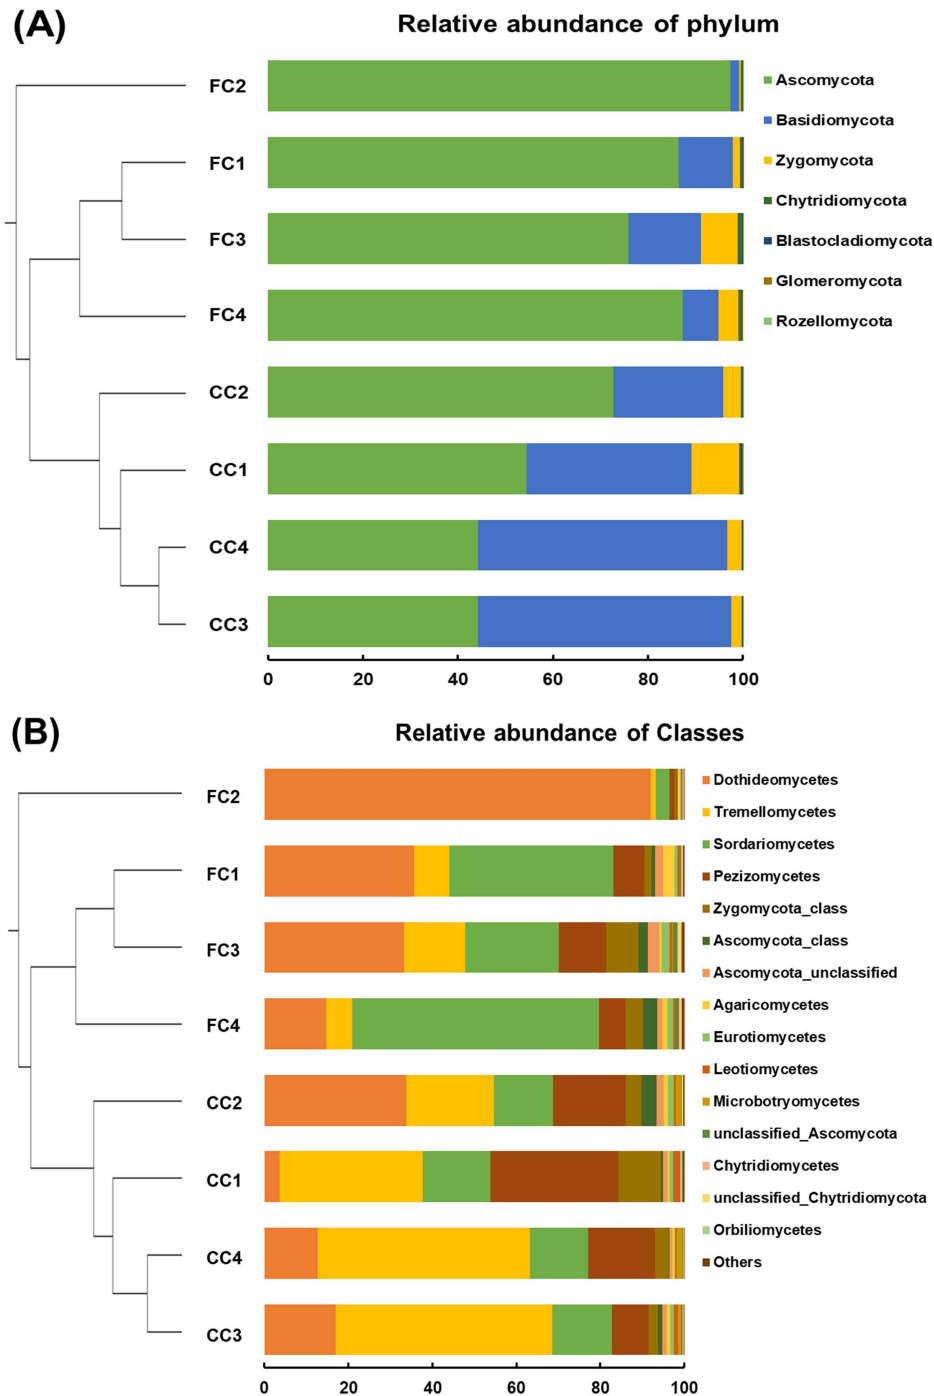 (A)
Relative abundance of phylum
FC2
FC1
FC3
FC4
CC2
CC1
CC4
CC3
Ascomycota
Basidiomycota
Zygomycota
Chytridiomycota
Blastocladiomycota
Glomeromycota
Rozellomycota
0 20 40 60 80 100
(B)
Relative abundance of Classes
FC2
FC1
FC3
FC4
CC2
CC1
CC4
CC3
Dothideomycetes
Tremellomycetes
Sordariomycetes
Pezizomycetes
Zygomycota_class
Ascomycota_class
Ascomycota_unclassified
Agaricomycetes
Eurotiomycetes
Leotiomycetes
Microbotryomycetes
unclassified_Ascomycota
Chytridiomycetes
unclassified_Chytridiomycota
Orbiliomycetes
Others
0 20 40 60 80 100